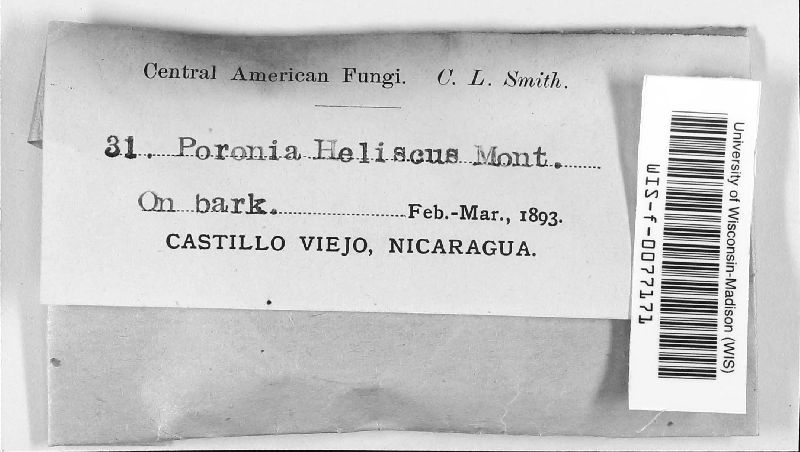 Central American Fungi. C. L. Smith.
31. Poronia Heliscus Mont.
On bark. Feb.-Mar., 1893.
CASTILLO VIEJO, NICARAGUA.
University of Wisconsin-Madison (WIS)
WIS-f-0077171